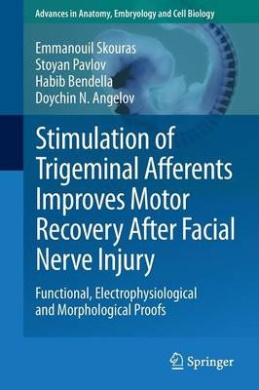 Advances in Anatomy, Embryology and Cell Biology
Emmanouil Skouras
Stoyan Pavlov
Habib Bendella
Doychin N. Angelov
Stimulation of
Trigeminal Afferents
Improves Motor
Recovery After Facial
Nerve Injury
Functional, Electrophysiological
and Morphological Proofs
Springer